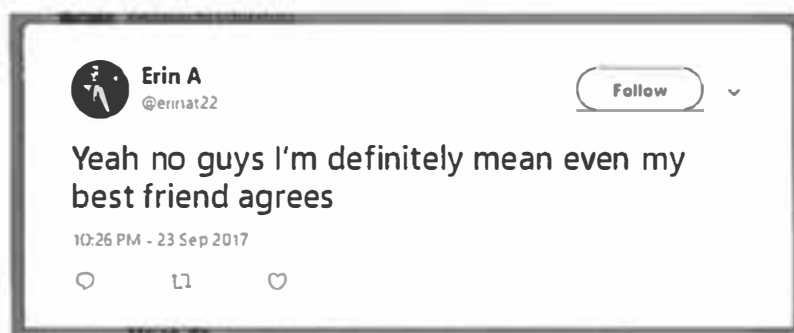 Erin A
Follow
Yeah no guys I'm definitely mean even my
best friend agrees
10:26 PM - 23 Sep 2017